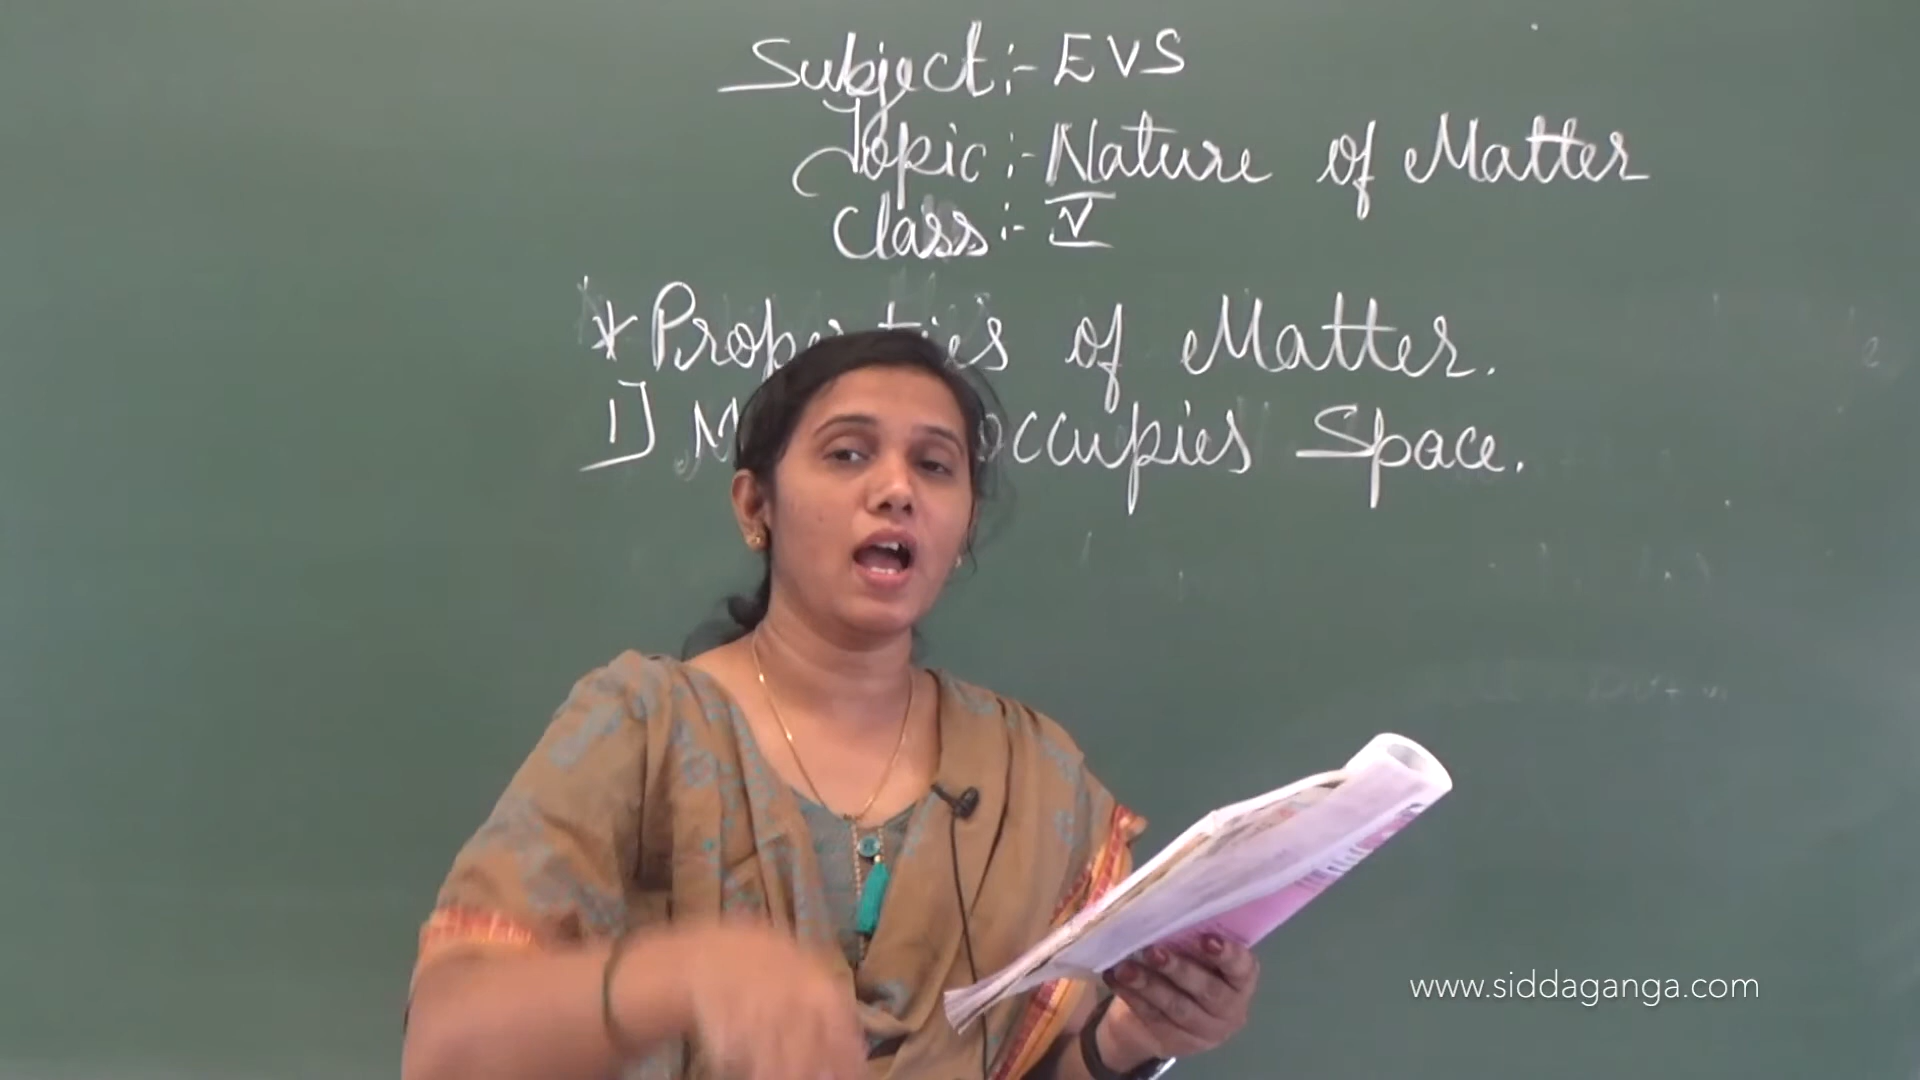 Subject :- EVS
Topic :- Nature of Matter
Class :- V
* Properties of Matter.
1] occupies Space.
www.siddaganga.com